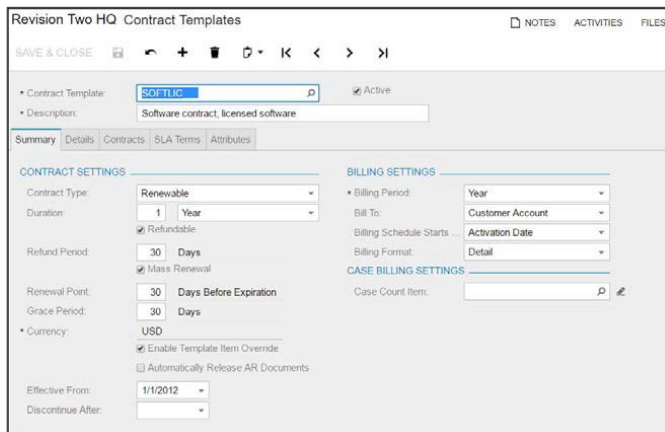 Revision Two HQ Contract Templates
NOTES ACTIVITIES FILES
SAVE & CLOSE
• Contract Template: SOFTLIC Active
• Description: Software contract, licensed software
Summary Details Contracts SLA Terms Attributes
CONTRACT SETTINGS
Contract Type: Renewable
Duration: 1 Year
Refundable
Refund Period: 30 Days
Mass Renewal
Renewal Point: 30 Days Before Expiration
Grace Period: 30 Days
• Currency: USD
Enable Template Item Override
Automatically Release AR Documents
Effective From: 1/1/2012
Discontinue After:
BILLING SETTINGS
• Billing Period: Year
Bill To: Customer Account
Billing Schedule Starts ... Activation Date
Billing Format: Detail
CASE BILLING SETTINGS
Case Count Item: